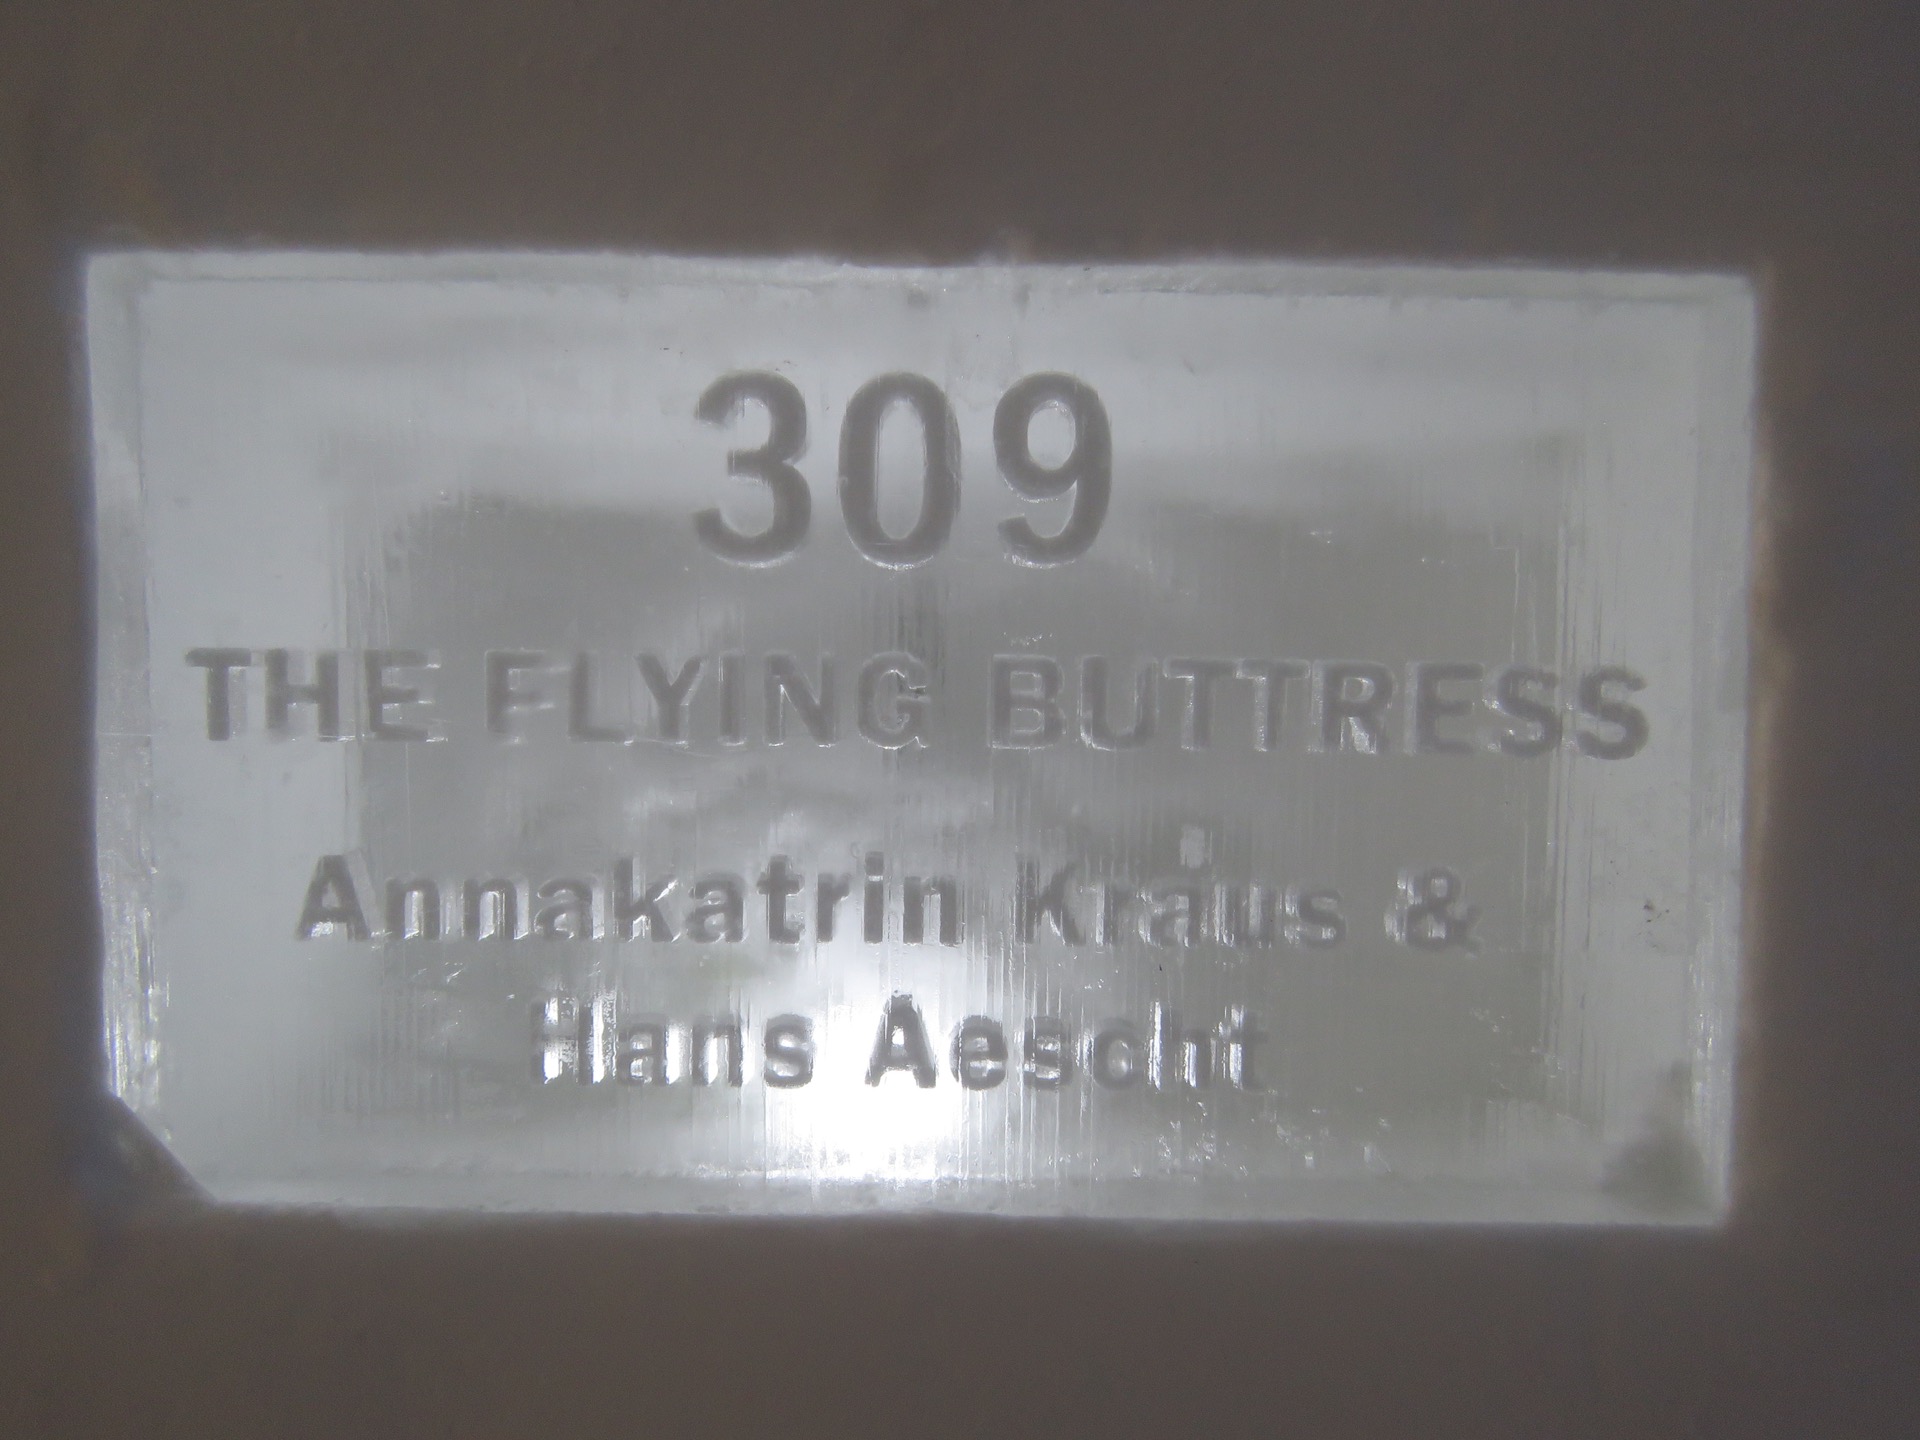 309
THE FLYING BUTTRESS
Annakatrin Kraus &
Hans Aescht